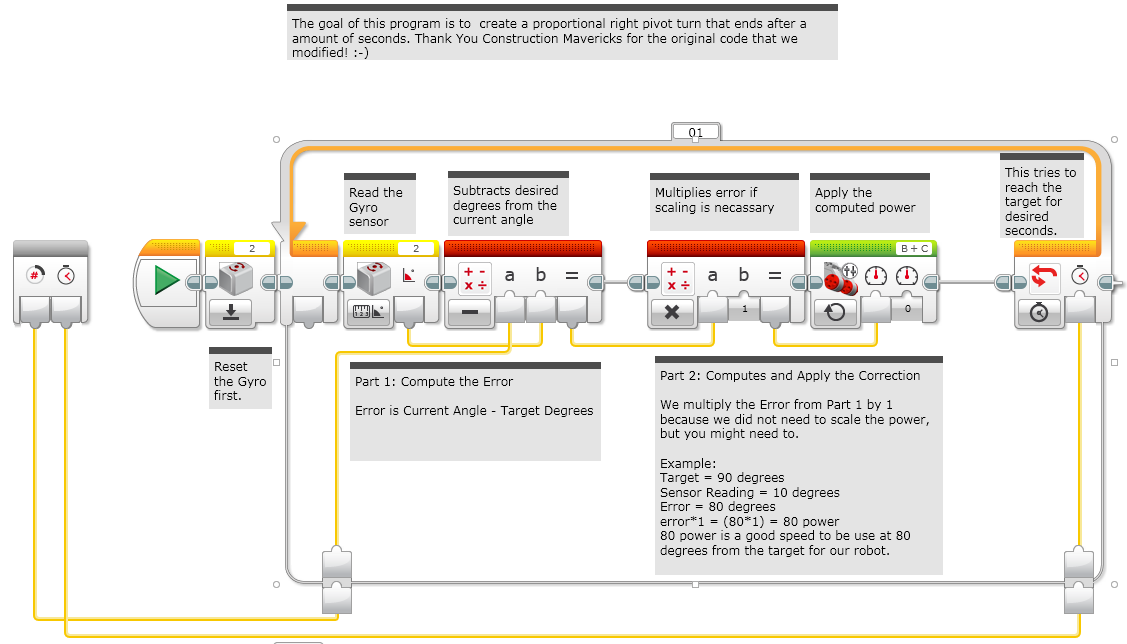 The goal of this program is to  create a proportional right pivot turn that ends after a
amount of seconds. Thank You Construction Mavericks for the original code that we
modified! :-)
01
Read the
Gyro
sensor
Subtracts desired
degrees from the
current angle
Multiplies error if
scaling is necassary
Apply the
computed power
This tries to
reach the
target for
desired
seconds.
2
2
B + C
#
+ -
x ÷
a b =
+ -
x ÷
a b =
1 2 3
1
0
Reset
the Gyro
first.
Part 1: Compute the Error
Error is Current Angle - Target Degrees
Part 2: Computes and Apply the Correction
We multiply the Error from Part 1 by 1
because we did not need to scale the power,
but you might need to.
Example:
Target = 90 degrees
Sensor Reading = 10 degrees
Error = 80 degrees
error*1 = (80*1) = 80 power
80 power is a good speed to be use at 80
degrees from the target for our robot.